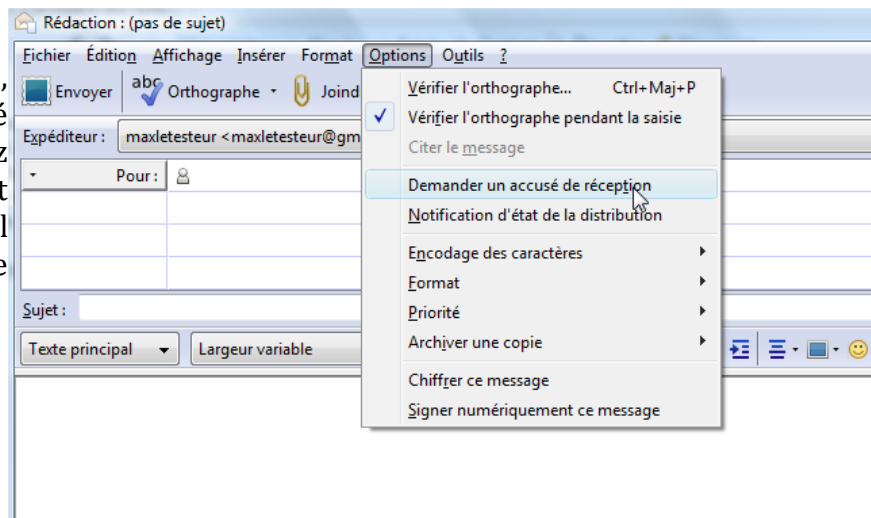 Rédaction : (pas de sujet)
Fichier Édition Affichage Insérer Format Options Outils ?
Envoyer abc Orthographe Joind
Expéditeur : maxletesteur <maxletesteur@gm
Pour :
Sujet :
Texte principal Largeur variable
Vérifier l'orthographe... Ctrl+Maj+P
Vérifier l'orthographe pendant la saisie
Citer le message
Demander un accusé de réception
Notification d'état de la distribution
Encodage des caractères
Format
Priorité
Archiver une copie
Chiffrer ce message
Signer numériquement ce message
,
é
z
t
l
e